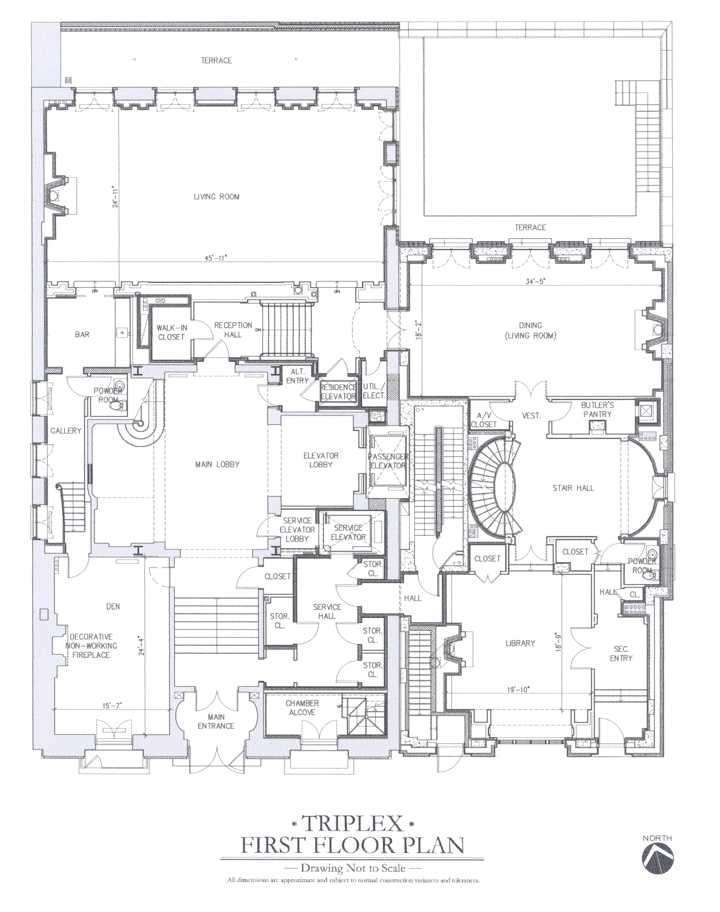 TERRACE
LIVING ROOM
24'-11"
45'-11"
TERRACE
34'-5"
18'-2"
DINING
(LIVING ROOM)
BAR
WALK-IN
CLOSET
RECEPTION
HALL
ALT.
ENTRY
RESIDENCE
ELEVATOR
UTIL./
ELECT.
POWDER
ROOM
GALLERY
MAIN LOBBY
ELEVATOR
LOBBY
PASSENGER
ELEVATOR
A/V
CLOSET
VEST.
BUTLER'S
PANTRY
STAIR HALL
SERVICE
ELEVATOR
LOBBY
SERVICE
ELEVATOR
CLOSET
CLOSET
POWDER
ROOM
STOR.
CL.
CLOSET
HALL
HALL
CL.
DEN
STOR.
CL.
SERVICE
HALL
STOR.
CL.
STOR.
CL.
DECORATIVE
NON-WORKING
FIREPLACE
24'-4"
15'-7"
LIBRARY
18'-9"
19'-10"
SEC.
ENTRY
MAIN
ENTRANCE
CHAMBER
ALCOVE
• TRIPLEX •
FIRST FLOOR PLAN
— Drawing Not to Scale —
All dimensions are approximate and subject to normal construction variances and tolerances.
NORTH